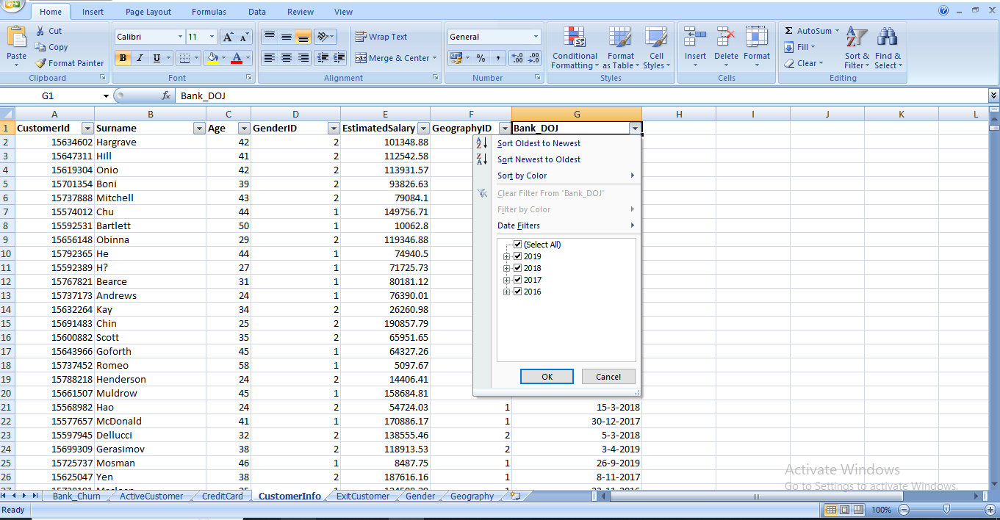 Home Insert Page Layout Formulas Data Review View
Cut
Copy
Format Painter
Paste
Clipboard
Calibri 11
B I U A
Font
Wrap Text
Merge & Center
Alignment
General
% ,
Number
Conditional Formatting
Format as Table
Cell Styles
Styles
Insert Delete Format
Cells
Σ AutoSum
Fill
Clear
Sort & Filter
Find & Select
Editing
G1 fx Bank_DOJ
A B C D E F G H I J K L
1 CustomerId Surname Age GenderID EstimatedSalary GeographyID Bank_DOJ
2 15634602 Hargrave 42 2 101348.88
3 15647311 Hill 41 2 112542.58
4 15619304 Onio 42 2 113931.57
5 15701354 Boni 39 2 93826.63
6 15737888 Mitchell 43 2 79084.1
7 15574012 Chu 44 1 149756.71
8 15592531 Bartlett 50 1 10062.8
9 15656148 Obinna 29 2 119346.88
10 15792365 He 44 1 74940.5
11 15592389 H? 27 1 71725.73
12 15767821 Bearce 31 1 80181.12
13 15737173 Andrews 24 1 76390.01
14 15632264 Kay 34 2 26260.98
15 15691483 Chin 25 2 190857.79
16 15600882 Scott 35 2 65951.65
17 15643966 Goforth 45 1 64327.26
18 15737452 Romeo 58 1 5097.67
19 15788218 Henderson 24 2 14406.41
20 15661507 Muldrow 45 1 158684.81
21 15568982 Hao 24 2 54724.03 1 15-3-2018
22 15577657 McDonald 41 1 170886.17 1 30-12-2017
23 15597945 Dellucci 32 2 138555.46 2 5-3-2018
24 15699309 Gerasimov 38 2 118913.53 2 3-4-2019
25 15725737 Mosman 46 1 8487.75 1 26-9-2019
26 15625047 Yen 38 2 187616.16 1 8-11-2017
Sort Oldest to Newest
Sort Newest to Oldest
Sort by Color
Clear Filter From "Bank_DOJ"
Filter by Color
Date Filters
(Select All)
2019
2018
2017
2016
OK Cancel
Activate Windows
Go to Settings to activate Windows.
Bank_Churn ActiveCustomer CreditCard CustomerInfo ExitCustomer Gender Geography
Ready 100%